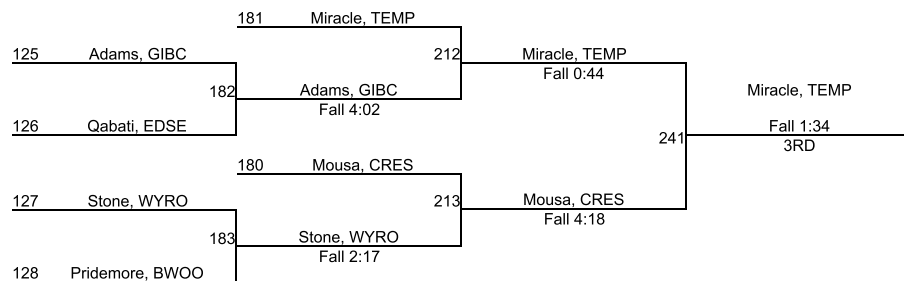 181 Miracle, TEMP
125 Adams, GIBC
212 Miracle, TEMP
Fall 0:44
182 Adams, GIBC
Fall 4:02
Miracle, TEMP
126 Qabati, EDSE
241 Fall 1:34
3RD
180 Mousa, CRES
127 Stone, WYRO
213 Mousa, CRES
Fall 4:18
183 Stone, WYRO
Fall 2:17
128 Pridemore, BWOO